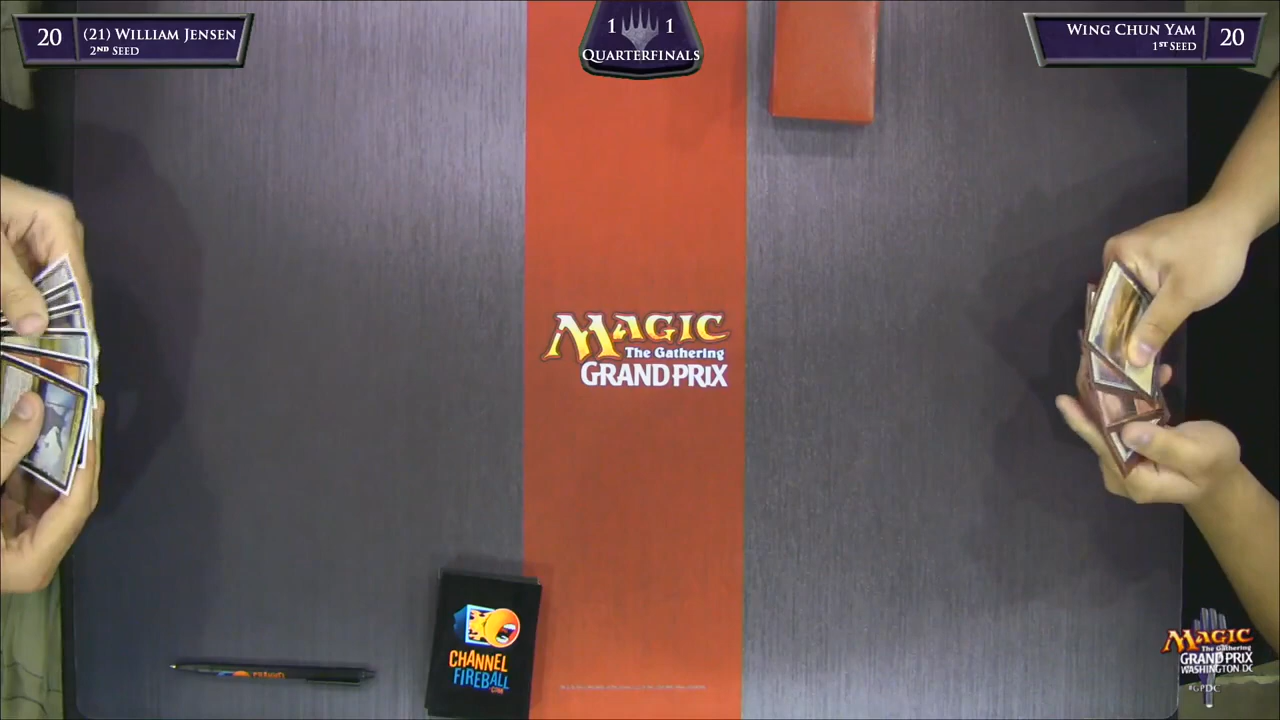 20
(21) William Jensen
2nd Seed
1 1
Quarterfinals
Wing Chun Yam
1st Seed
20
Magic
The Gathering
Grand Prix
Channel
Fireball
Magic
The Gathering
Grand Prix
Washington DC
#GPDC